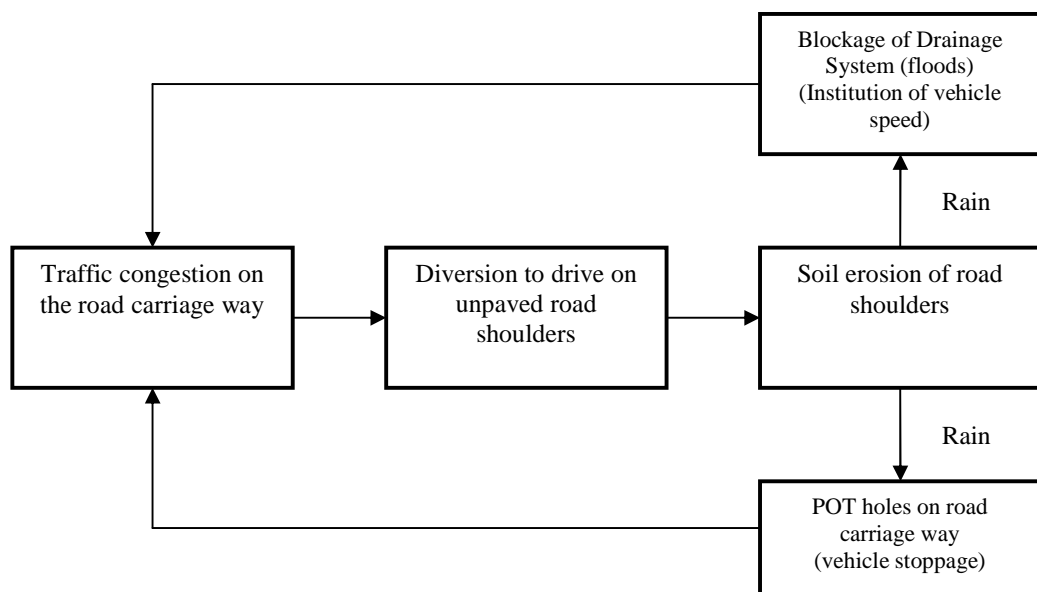 Blockage of Drainage
System (floods)
(Institution of vehicle
speed)
Rain
Traffic congestion on
the road carriage way
Diversion to drive on
unpaved road
shoulders
Soil erosion of road
shoulders
Rain
POT holes on road
carriage way
(vehicle stoppage)